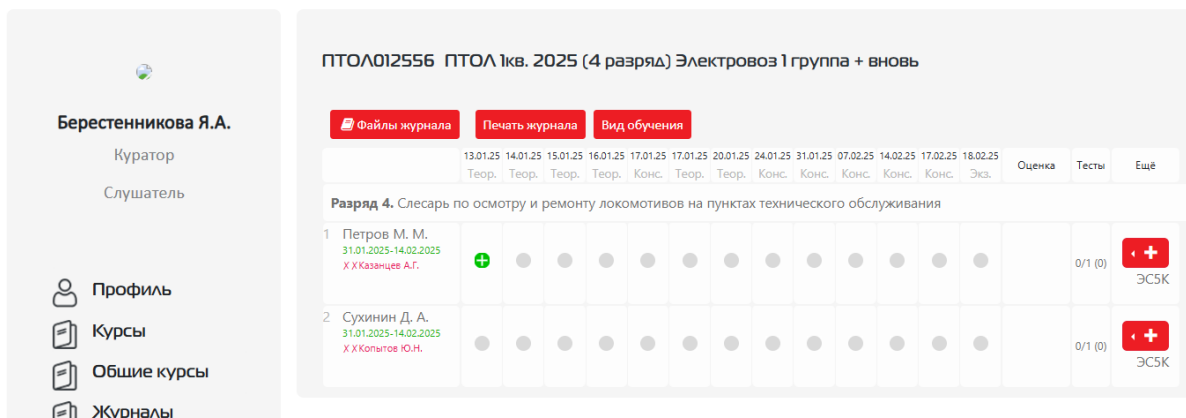 ПТОЛ012556 ПТОЛ 1кв. 2025 (4 разряд) Электровоз 1 группа + вновь
Берестенникова Я.А.
Куратор
Слушатель
Профиль
Курсы
Общие курсы
Журналы
Файлы журнала Печать журнала Вид обучения
13.01.25 14.01.25 15.01.25 16.01.25 17.01.25 17.01.25 20.01.25 24.01.25 31.01.25 07.02.25 14.02.25 17.02.25 18.02.25 Оценка Тесты Ещё
Теор. Теор. Теор. Теор. Конс. Теор. Теор. Конс. Конс. Конс. Конс. Конс. Экз.
Разряд 4. Слесарь по осмотру и ремонту локомотивов на пунктах технического обслуживания
1 Петров М. М.
31.01.2025-14.02.2025
X X Казанцев А.Г.
0/1 (0)
ЭС5К
2 Сухинин Д. А.
31.01.2025-14.02.2025
X X Копытов Ю.Н.
0/1 (0)
ЭС5К